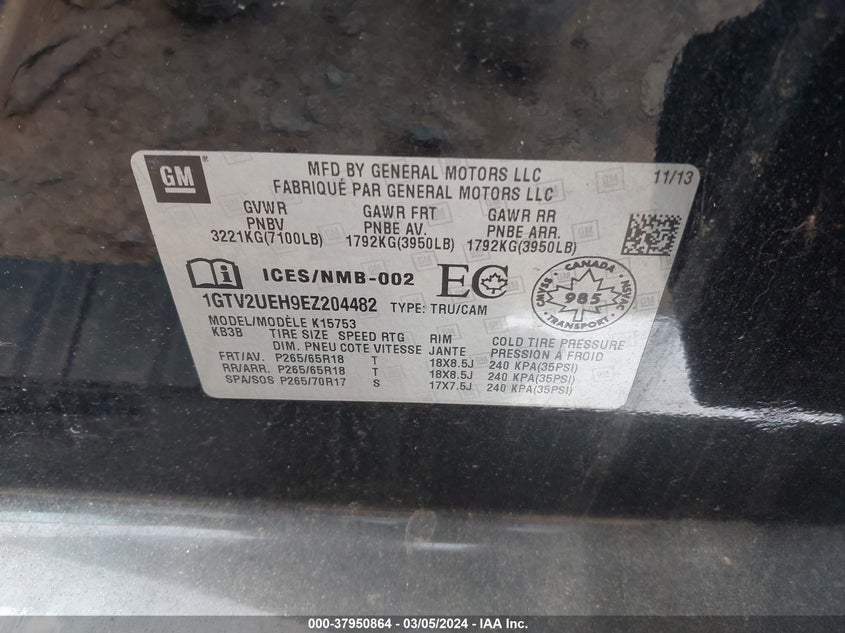 GM
MFD BY GENERAL MOTORS LLC
FABRIQUÉ PAR GENERAL MOTORS LLC
11/13
GVWR GAWR FRT GAWR RR
PNBV PNBE AV. PNBE ARR.
3221KG(7100LB) 1792KG(3950LB) 1792KG(3950LB)
ICES/NMB-002 EC
CANADA
985
TRANSPORT
1GTV2UEH9EZ204482 TYPE: TRU/CAM
MODEL/MODÈLE K15753
KB3B TIRE SIZE SPEED RTG RIM COLD TIRE PRESSURE
DIM. PNEU COTE VITESSE JANTE PRESSION À FROID
FRT/AV. P265/65R18 T 18X8.5J 240 KPA(35PSI)
RR/ARR. P265/65R18 T 18X8.5J 240 KPA(35PSI)
SPA/SOS P265/70R17 S 17X7.5J 240 KPA(35PSI)
000-37950864 / 03/05/2024 - IAA Inc.